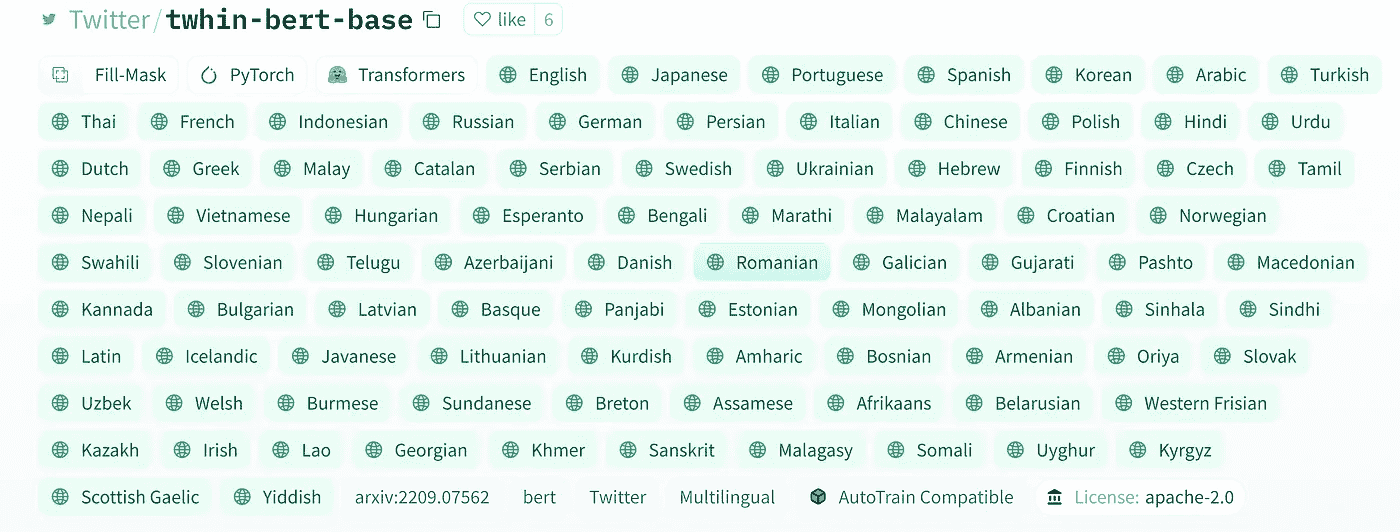 Twitter/twhin-bert-base like 6
Fill-Mask PyTorch Transformers English Japanese Portuguese Spanish Korean Arabic Turkish
Thai French Indonesian Russian German Persian Italian Chinese Polish Hindi Urdu
Dutch Greek Malay Catalan Serbian Swedish Ukrainian Hebrew Finnish Czech Tamil
Nepali Vietnamese Hungarian Esperanto Bengali Marathi Malayalam Croatian Norwegian
Swahili Slovenian Telugu Azerbaijani Danish Romanian Galician Gujarati Pashto Macedonian
Kannada Bulgarian Latvian Basque Panjabi Estonian Mongolian Albanian Sinhala Sindhi
Latin Icelandic Javanese Lithuanian Kurdish Amharic Bosnian Armenian Oriya Slovak
Uzbek Welsh Burmese Sundanese Breton Assamese Afrikaans Belarusian Western Frisian
Kazakh Irish Lao Georgian Khmer Sanskrit Malagasy Somali Uyghur Kyrgyz
Scottish Gaelic Yiddish arxiv:2209.07562 bert Twitter Multilingual AutoTrain Compatible License: apache-2.0